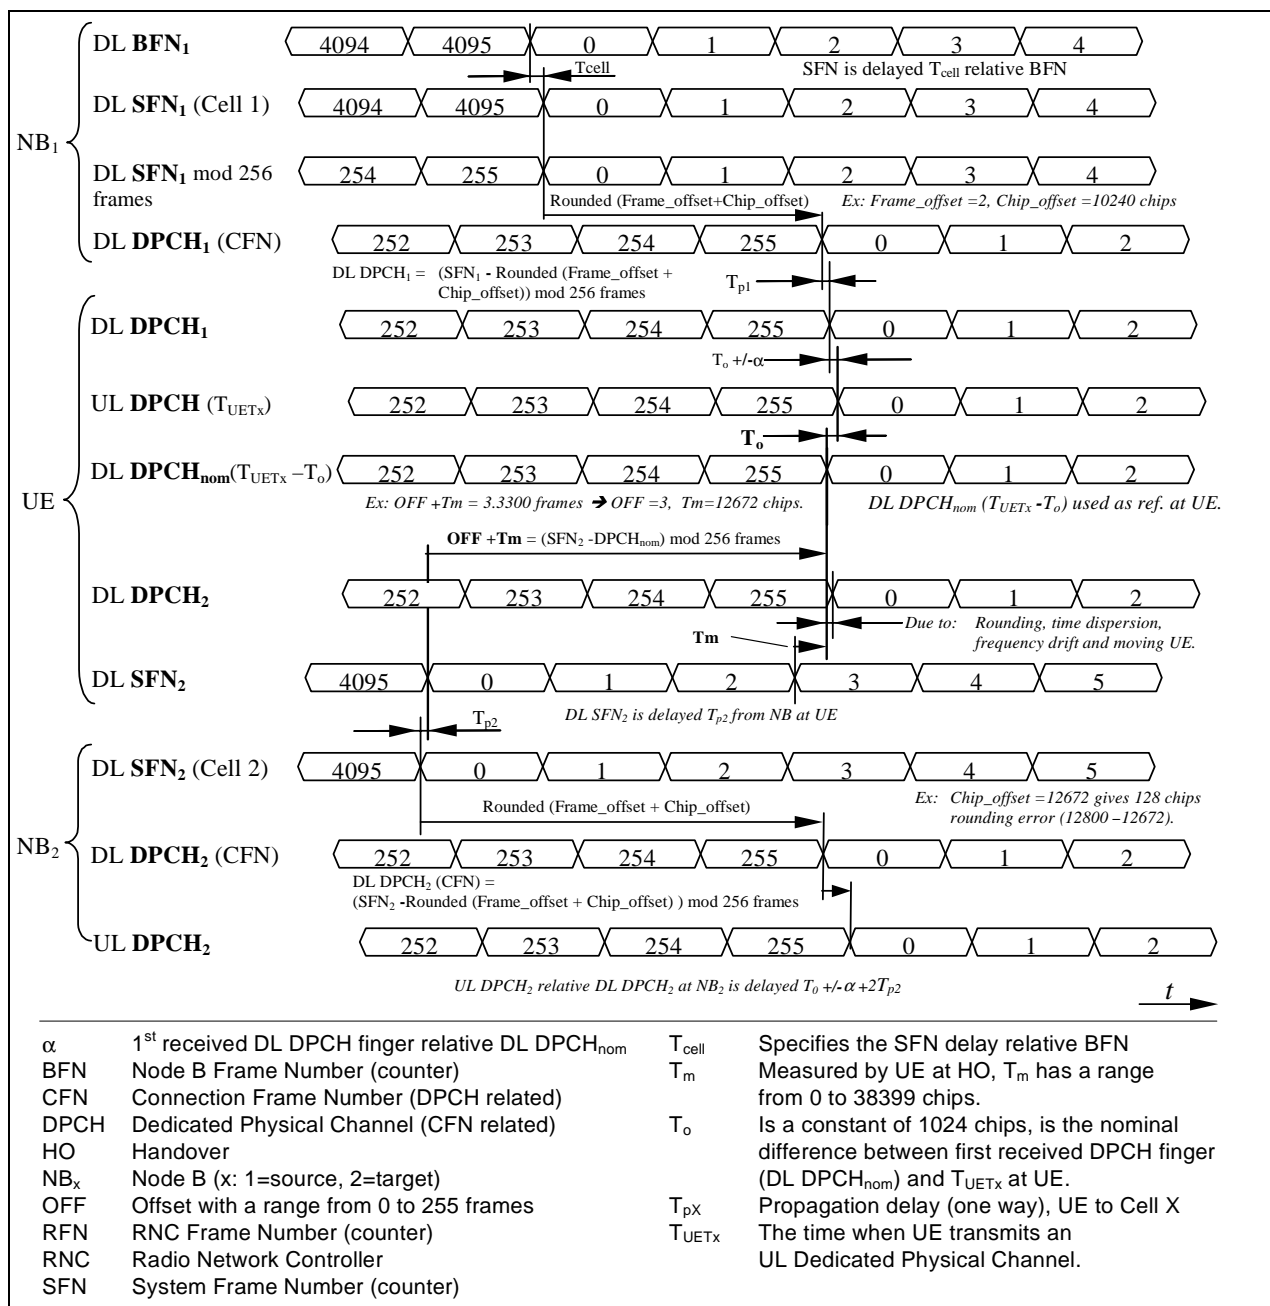 DL BFN1 4094 4095 0 1 2 3 4
Tcell SFN is delayed Tcell relative BFN
DL SFN1 (Cell 1) 4094 4095 0 1 2 3 4
NB1
DL SFN1 mod 256 frames 254 255 0 1 2 3 4
Rounded (Frame_offset+Chip_offset) Ex: Frame_offset =2, Chip_offset =10240 chips
DL DPCH1 (CFN) 252 253 254 255 0 1 2
DL DPCH1 = (SFN1 - Rounded (Frame_offset +
Chip_offset)) mod 256 frames
Tp1
DL DPCH1 252 253 254 255 0 1 2
To +/-α
UL DPCH (TUETx) 252 253 254 255 0 1 2
To
DL DPCHnom(TUETx –To) 252 253 254 255 0 1 2
UE
Ex: OFF +Tm = 3.3300 frames ➔ OFF =3, Tm=12672 chips. DL DPCHnom (TUETx -To) used as ref. at UE.
OFF +Tm = (SFN2 -DPCHnom) mod 256 frames
DL DPCH2 252 253 254 255 0 1 2
Due to: Rounding, time dispersion,
frequency drift and moving UE.
Tm
DL SFN2 4095 0 1 2 3 4 5
DL SFN2 is delayed Tp2 from NB at UE
Tp2
DL SFN2 (Cell 2) 4095 0 1 2 3 4 5
Rounded (Frame_offset + Chip_offset) Ex: Chip_offset =12672 gives 128 chips
rounding error (12800 –12672).
NB2
DL DPCH2 (CFN) 252 253 254 255 0 1 2
DL DPCH2 (CFN) =
(SFN2 -Rounded (Frame_offset + Chip_offset) ) mod 256 frames
UL DPCH2 252 253 254 255 0 1 2
UL DPCH2 relative DL DPCH2 at NB2 is delayed T0 +/-α +2Tp2
t
α 1st received DL DPCH finger relative DL DPCHnom
BFN Node B Frame Number (counter)
CFN Connection Frame Number (DPCH related)
DPCH Dedicated Physical Channel (CFN related)
HO Handover
NBx Node B (x: 1=source, 2=target)
OFF Offset with a range from 0 to 255 frames
RFN RNC Frame Number (counter)
RNC Radio Network Controller
SFN System Frame Number (counter)
Tcell Specifies the SFN delay relative BFN
Tm Measured by UE at HO, Tm has a range
from 0 to 38399 chips.
To Is a constant of 1024 chips, is the nominal
difference between first received DPCH finger
(DL DPCHnom) and TUETx at UE.
TpX Propagation delay (one way), UE to Cell X
TUETx The time when UE transmits an
UL Dedicated Physical Channel.